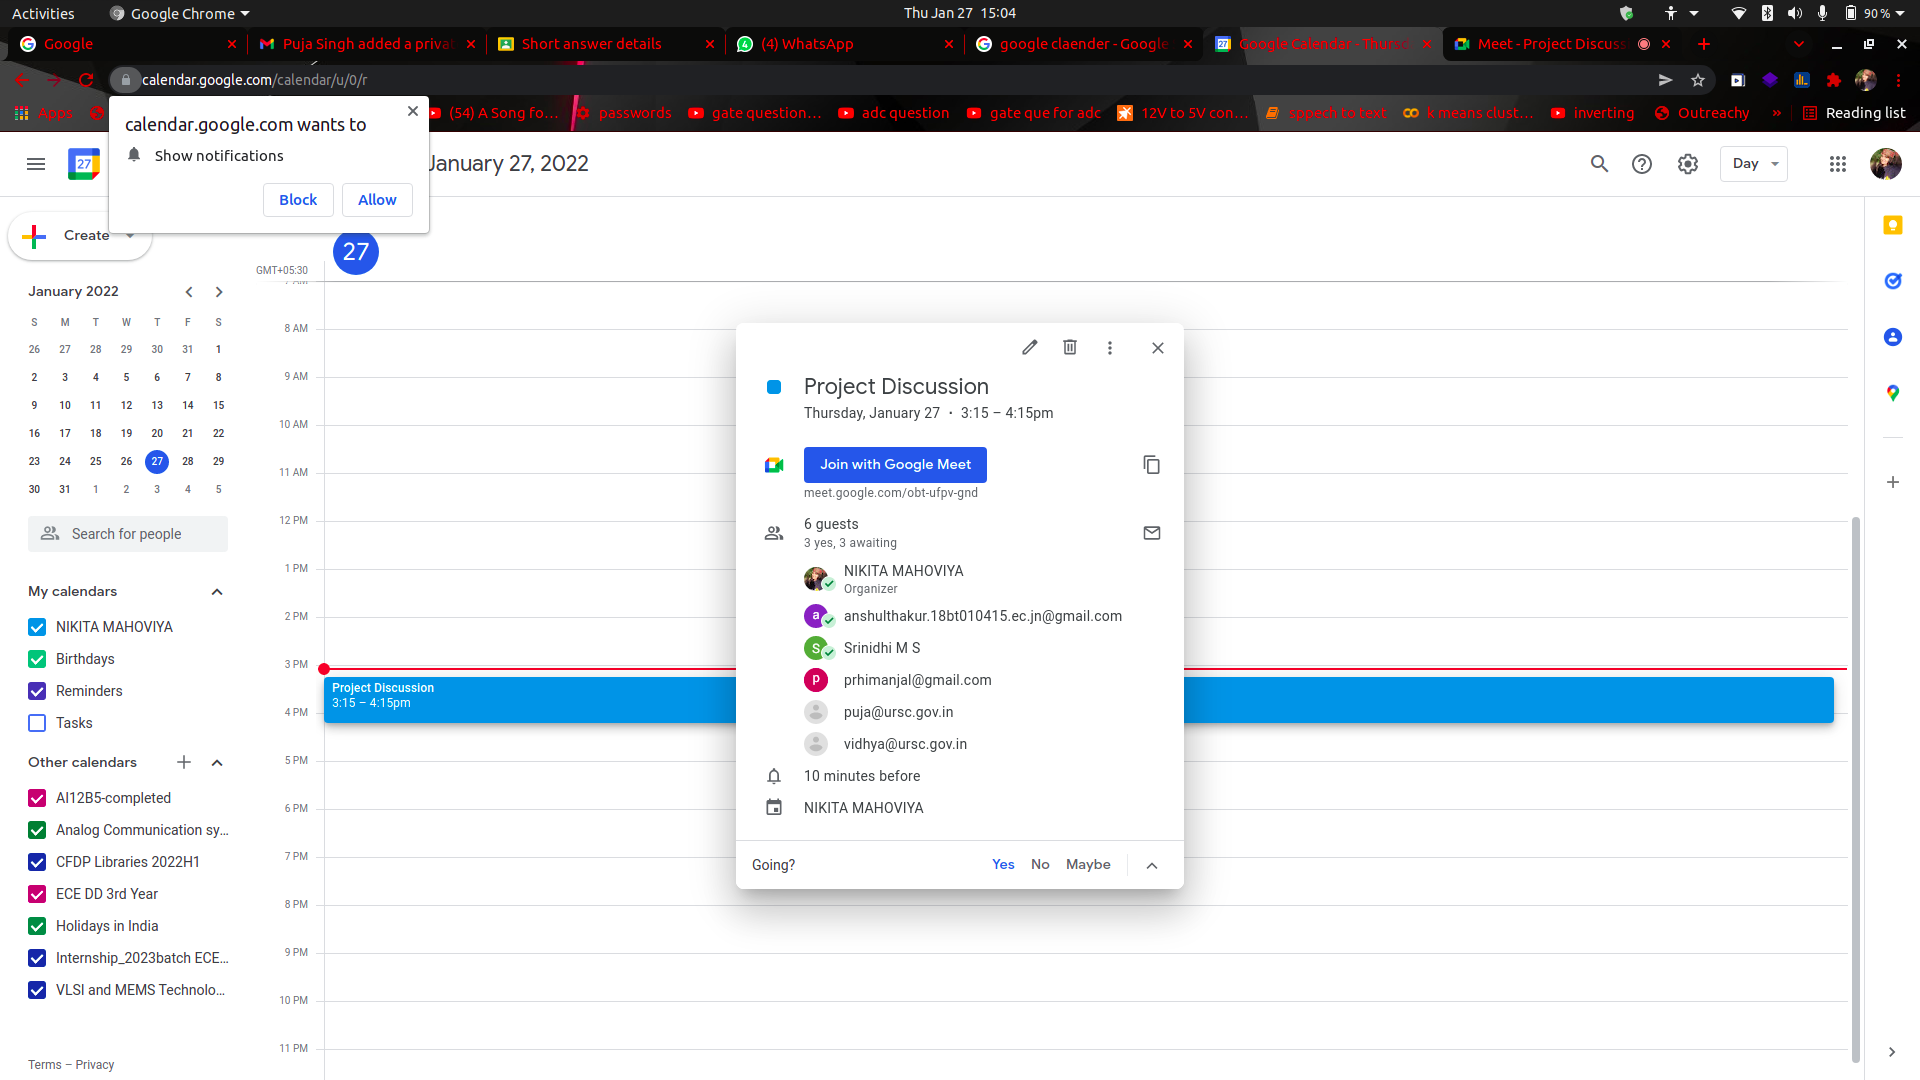 Activities
Google Chrome
Thu Jan 27 15:04
90 %
Google
Puja Singh added a privat
Short answer details
(4) WhatsApp
google claender - Google
Google Calendar - Thursd
Meet - Project Discuss
calendar.google.com/calendar/u/0/r
Apps
(54) A Song fo...
passwords
gate question...
adc question
gate que for adc
12V to 5V con...
sppech to text
k means clust...
inverting
Outreachy
»
Reading list
calendar.google.com wants to
Show notifications
Block
Allow
27
January 27, 2022
Day
Create
27
GMT+05:30
January 2022
S M T W T F S
26 27 28 29 30 31 1
2 3 4 5 6 7 8
9 10 11 12 13 14 15
16 17 18 19 20 21 22
23 24 25 26 27 28 29
30 31 1 2 3 4 5
Search for people
My calendars
NIKITA MAHOVIYA
Birthdays
Reminders
Tasks
Other calendars
AI12B5-completed
Analog Communication sy...
CFDP Libraries 2022H1
ECE DD 3rd Year
Holidays in India
Internship_2023batch ECE...
VLSI and MEMS Technolo...
Terms – Privacy
7 AM
8 AM
9 AM
10 AM
11 AM
12 PM
1 PM
2 PM
3 PM
4 PM
5 PM
6 PM
7 PM
8 PM
9 PM
10 PM
11 PM
Project Discussion
3:15 – 4:15pm
Project Discussion
Thursday, January 27 · 3:15 – 4:15pm
Join with Google Meet
meet.google.com/obt-ufpv-gnd
6 guests
3 yes, 3 awaiting
NIKITA MAHOVIYA
Organizer
a anshulthakur.18bt010415.ec.jn@gmail.com
S Srinidhi M S
P prhimanjal@gmail.com
puja@ursc.gov.in
vidhya@ursc.gov.in
10 minutes before
NIKITA MAHOVIYA
Going?
Yes
No
Maybe